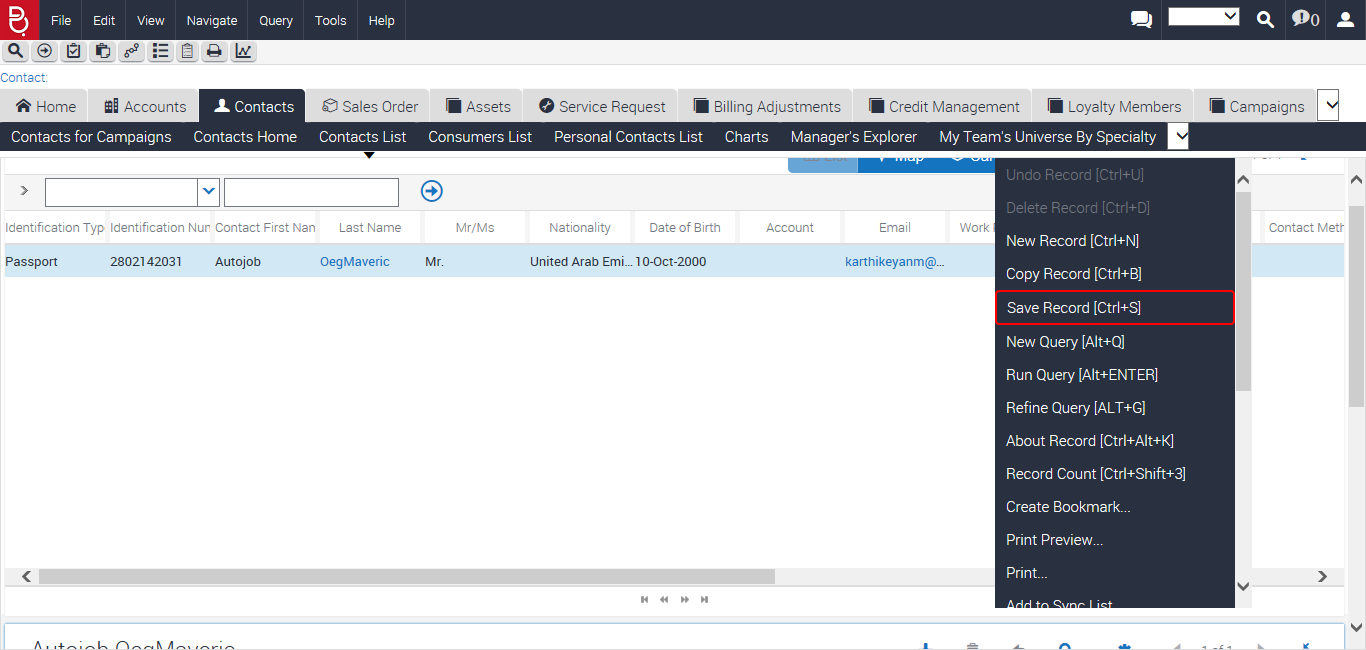 File Edit View Navigate Query Tools Help 0
Contact:
Home Accounts Contacts Sales Order Assets Service Request Billing Adjustments Credit Management Loyalty Members Campaigns
Contacts for Campaigns Contacts Home Contacts List Consumers List Personal Contacts List Charts Manager's Explorer My Team's Universe By Specialty
List Map
Identification Typ Identification Nun Contact First Nan Last Name Mr/Ms Nationality Date of Birth Account Email Work Contact Meth
Passport 2802142031 Autojob OegMaveric Mr. United Arab Emi... 10-Oct-2000 karthikeyanm@...
Undo Record [Ctrl+U]
Delete Record [Ctrl+D]
New Record [Ctrl+N]
Copy Record [Ctrl+B]
Save Record [Ctrl+S]
New Query [Alt+Q]
Run Query [Alt+ENTER]
Refine Query [ALT+G]
About Record [Ctrl+Alt+K]
Record Count [Ctrl+Shift+3]
Create Bookmark...
Print Preview...
Print...
Add to Sync List
Autojob OegMaveric 1 of 1